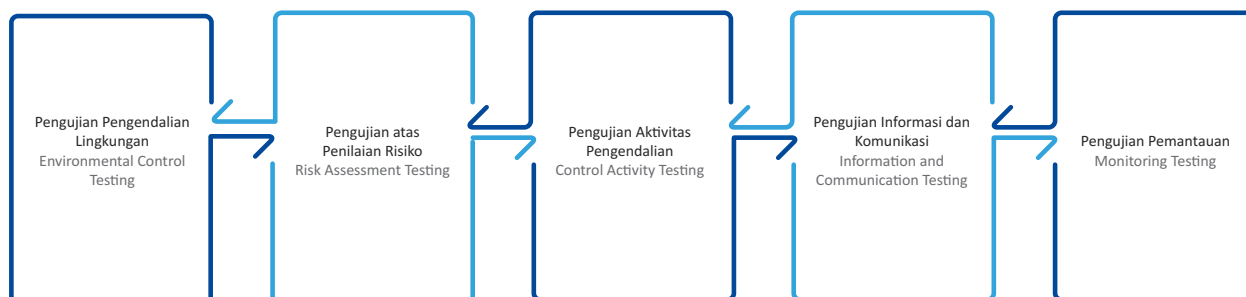 Pengujian Pengendalian
Lingkungan
Environmental Control
Testing
Pengujian atas
Penilaian Risiko
Risk Assessment Testing
Pengujian Aktivitas
Pengendalian
Control Activity Testing
Pengujian Informasi dan
Komunikasi
Information and
Communication Testing
Pengujian Pemantauan
Monitoring Testing